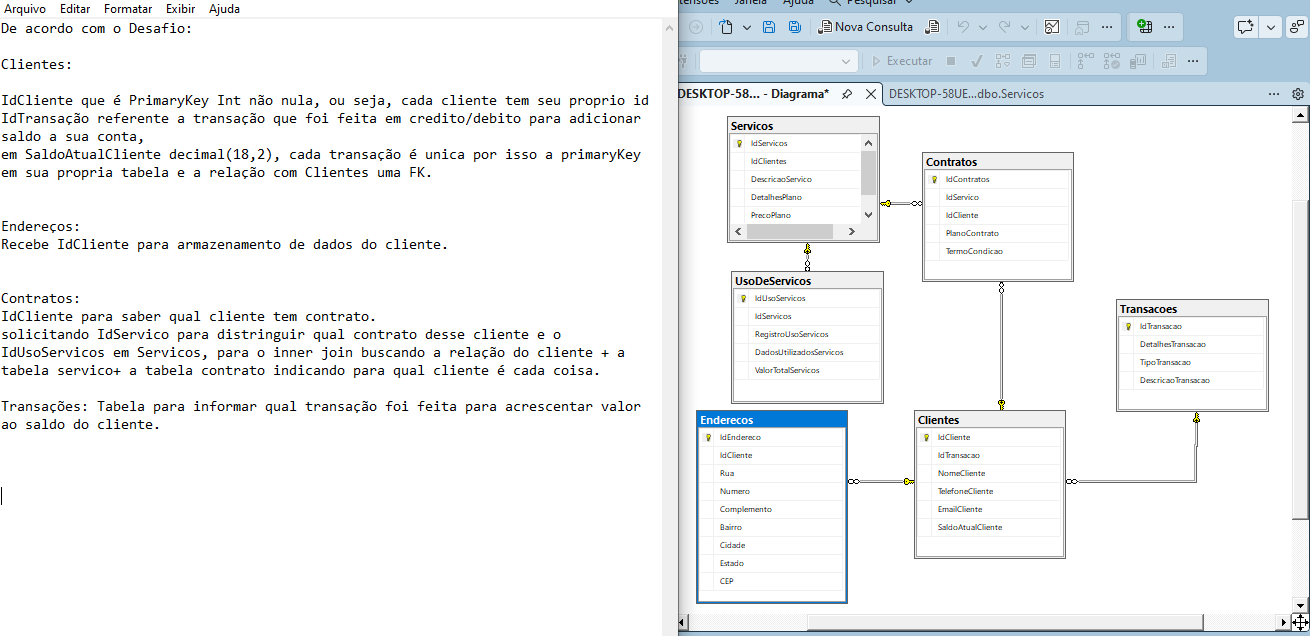 Arquivo Editar Formatar Exibir Ajuda
De acordo com o Desafio:
Clientes:
IdCliente que é PrimaryKey Int não nula, ou seja, cada cliente tem seu proprio id
IdTransação referente a transação que foi feita em credito/debito para adicionar
saldo a sua conta,
em SaldoAtualCliente decimal(18,2), cada transação é unica por isso a primaryKey
em sua propria tabela e a relação com Clientes uma FK.
Endereços:
Recebe IdCliente para armazenamento de dados do cliente.
Contratos:
IdCliente para saber qual cliente tem contrato.
solicitando IdServico para distringuir qual contrato desse cliente e o
IdUsoServicos em Servicos, para o inner join buscando a relação do cliente + a
tabela servico+ a tabela contrato indicando para qual cliente é cada coisa.
Transações: Tabela para informar qual transação foi feita para acrescentar valor
ao saldo do cliente.
Janela Ajuda
Nova Consulta
Executar
DESKTOP-58... - Diagrama*
DESKTOP-58UE...dbo.Servicos
Servicos
IdServicos
IdClientes
DescricaoServico
DetalhesPlano
PrecoPlano
Contratos
IdContratos
IdServico
IdCliente
PlanoContrato
TermoCondicao
UsoDeServicos
IdUsoServicos
IdServicos
RegistroUsoServicos
DadosUtilizadosServicos
ValorTotalServicos
Transacoes
IdTransacao
DetalhesTransacao
TipoTransacao
DescricaoTransacao
Enderecos
IdEndereco
IdCliente
Rua
Numero
Complemento
Bairro
Cidade
Estado
CEP
Clientes
IdCliente
IdTransacao
NomeCliente
TelefoneCliente
EmailCliente
SaldoAtualCliente